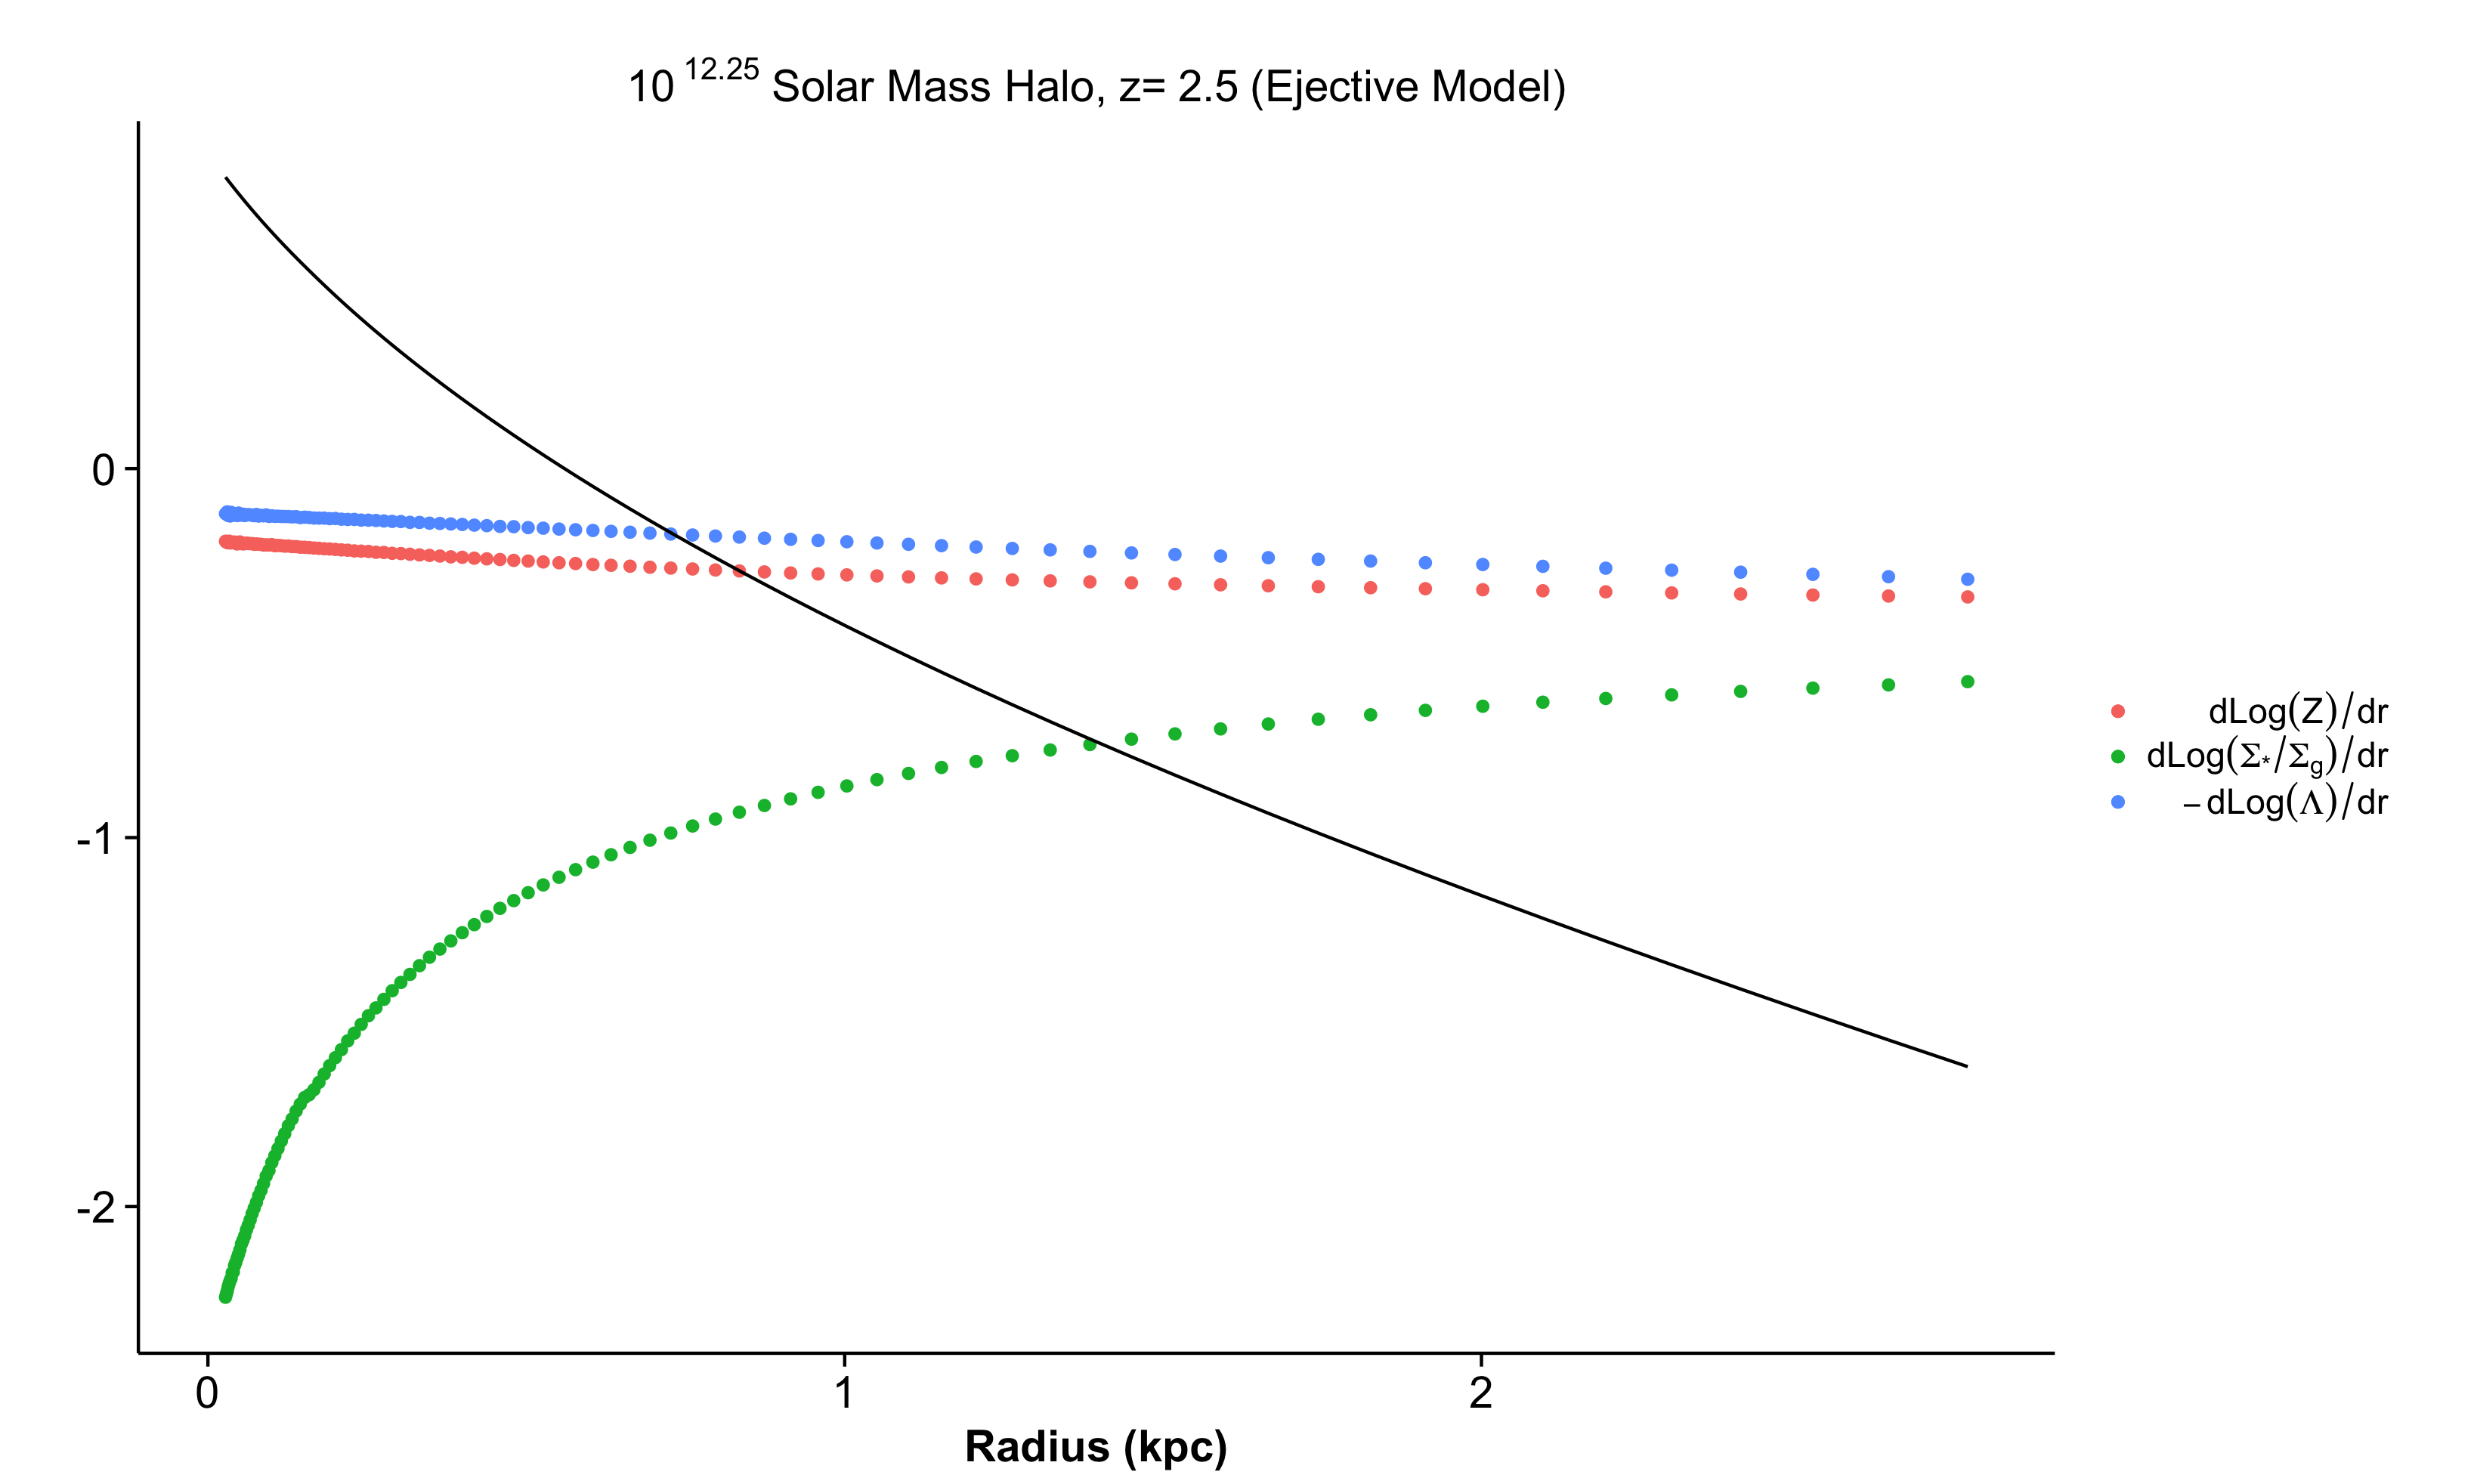 10 12.25 Solar Mass Halo, z= 2.5 (Ejective Model)
0
-1
-2
0 1 2
Radius (kpc)
dLog(Z)/dr
dLog(Σ*/Σg)/dr
− dLog(Λ)/dr